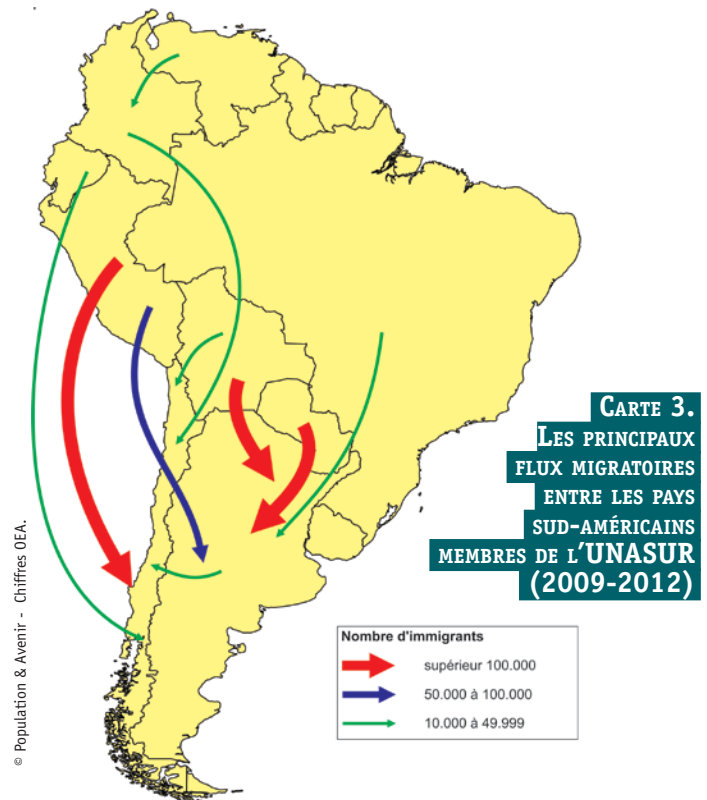 CARTE 3.
LES PRINCIPAUX
FLUX MIGRATOIRES
ENTRE LES PAYS
SUD-AMÉRICAINS
MEMBRES DE L'UNASUR
(2009-2012)
Nombre d'immigrants
supérieur 100.000
50.000 à 100.000
10.000 à 49.999
© Population & Avenir - Chiffres OEA.